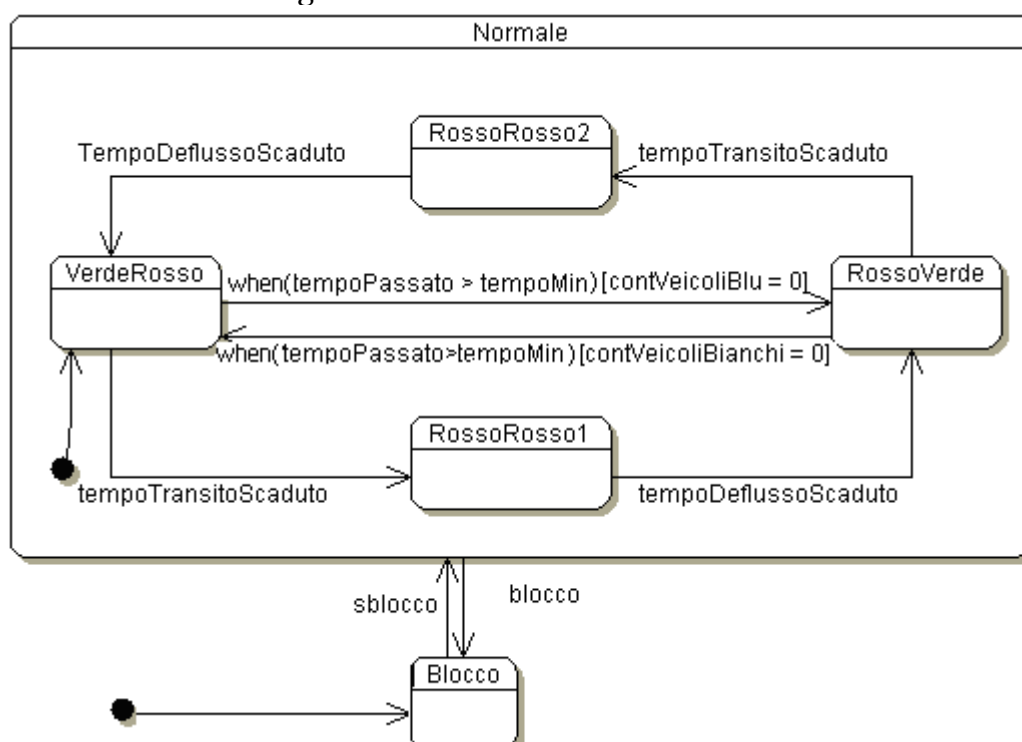 Normale
RossoRosso2
TempoDeflussoScaduto
tempoTransitoScaduto
VerdeRosso
RossoVerde
when(tempoPassato > tempoMin)[contVeicoliBlu = 0]
when(tempoPassato>tempoMin)[contVeicoliBianchi = 0]
RossoRosso1
tempoTransitoScaduto
tempoDeflussoScaduto
sblocco
blocco
Blocco